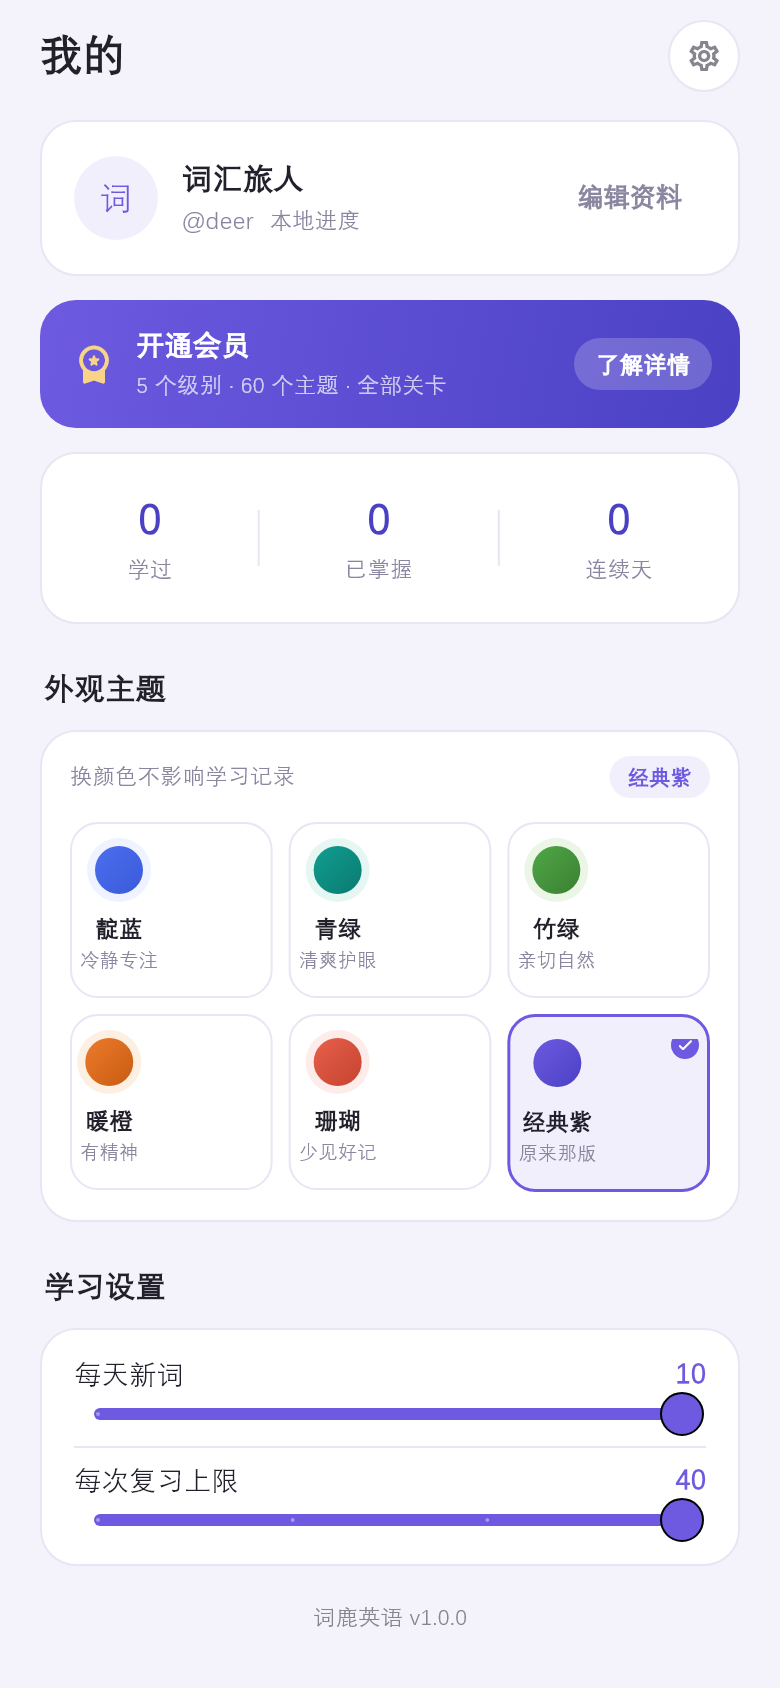 我的
词
词汇旅人
@deer 本地进度
编辑资料
开通会员
5 个级别 · 60 个主题 · 全部关卡
了解详情
0 0 0
学过 已掌握 连续天
外观主题
换颜色不影响学习记录 经典紫
靛蓝 青绿 竹绿
冷静专注 清爽护眼 亲切自然
暖橙 珊瑚 经典紫
有精神 少见好记 原来那版
学习设置
每天新词 10
每次复习上限 40
词鹿英语 v1.0.0